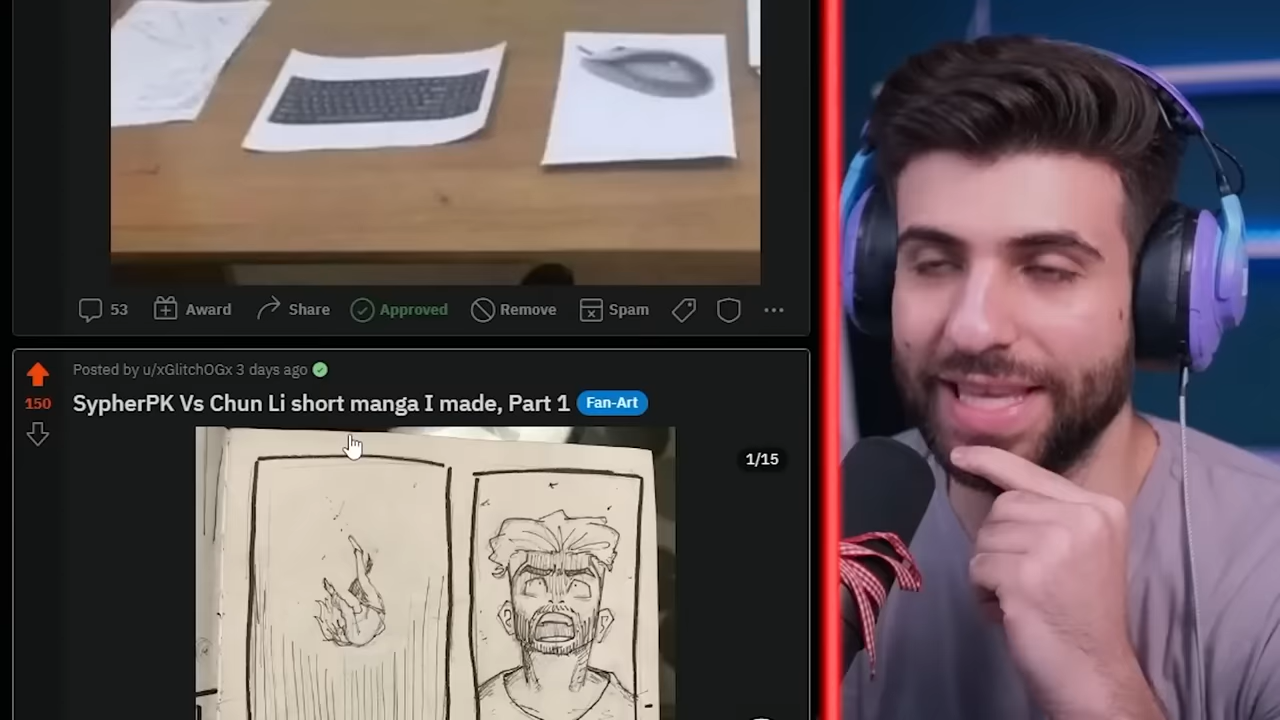 53 Award Share Approved Remove Spam
Posted by u/xGlitchOGx 3 days ago
150
SypherPK Vs Chun Li short manga I made, Part 1 Fan-Art
1/15